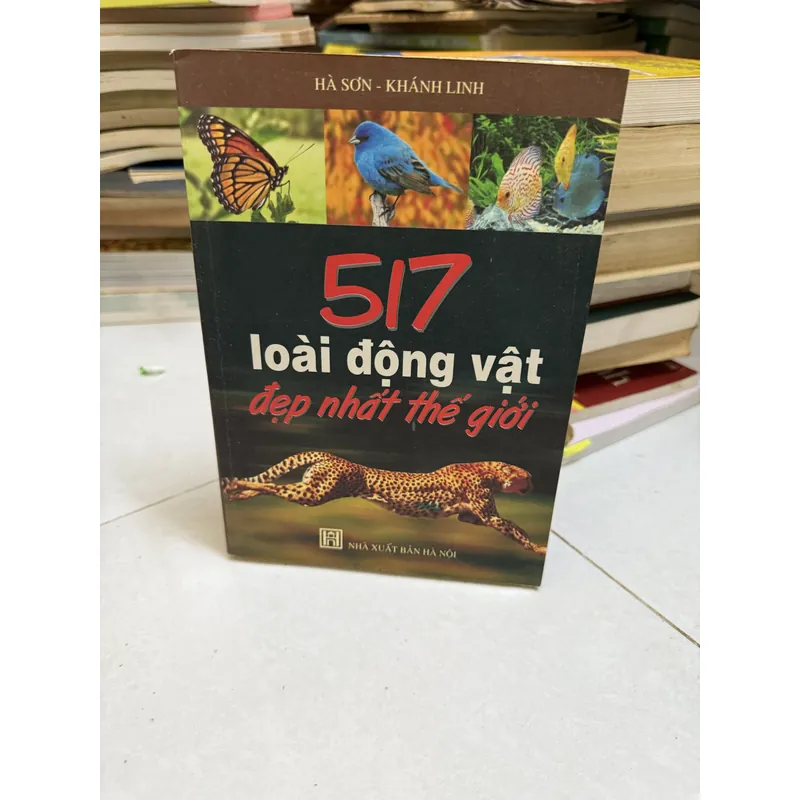 HÀ SƠN - KHÁNH LINH
517
loài động vật
đẹp nhất thế giới
NHÀ XUẤT BẢN HÀ NỘI